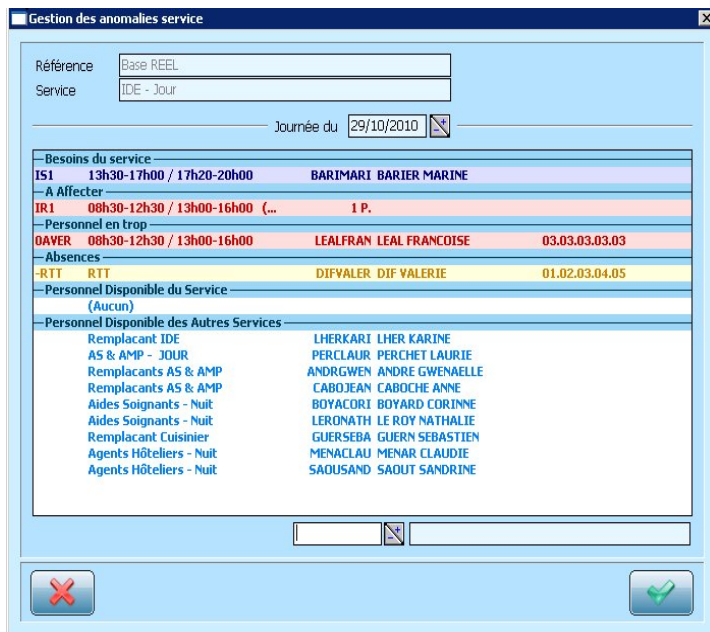 Gestion des anomalies service
Référence Base REEL
Service IDE - Jour
Journée du 29/10/2010
Besoins du service
IS1 13h30-17h00 / 17h20-20h00 BARIMARI BARIER MARINE
A Affecter
IR1 08h30-12h30 / 13h00-16h00 (... 1 P.
Personnel en trop
OAVER 08h30-12h30 / 13h00-16h00 LEALFRAN LEAL FRANCOISE 03.03.03.03.03
Absences
-RTT RTT DIFVALER DIF VALERIE 01.02.03.04.05
Personnel Disponible du Service
(Aucun)
Personnel Disponible des Autres Services
Remplacant IDE LHERKARI LHER KARINE
AS & AMP - JOUR PERCLAUR PERCHET LAURIE
Remplacants AS & AMP ANDRGWEN ANDRE GWENAELLE
Remplacants AS & AMP CABOJEAN CABOCHE ANNE
Aides Soignants - Nuit BOYACORI BOYARD CORINNE
Aides Soignants - Nuit LERONATH LE ROY NATHALIE
Remplacant Cuisinier GUERSEBA GUERN SEBASTIEN
Agents Hôteliers - Nuit MENACLAU MENAR CLAUDIE
Agents Hôteliers - Nuit SAOUSAND SAOUT SANDRINE